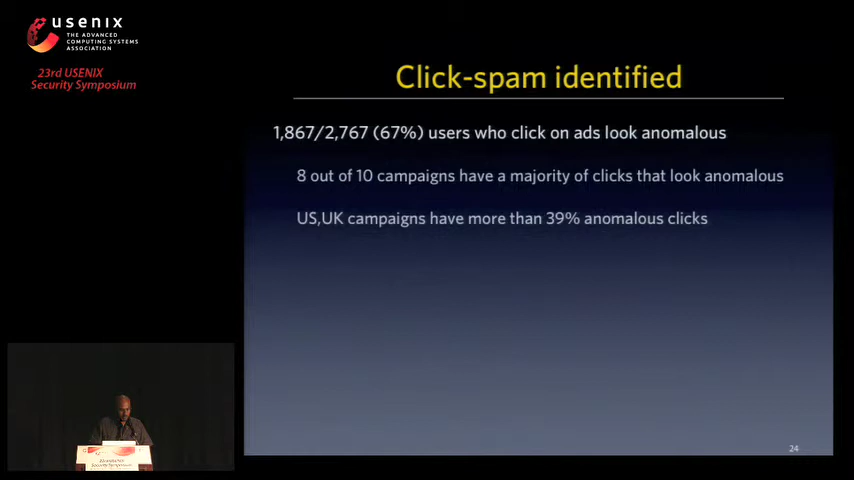 usenix
THE ADVANCED
COMPUTING SYSTEMS
ASSOCIATION
23rd USENIX
Security Symposium
Click-spam identified
1,867/2,767 (67%) users who click on ads look anomalous
8 out of 10 campaigns have a majority of clicks that look anomalous
US,UK campaigns have more than 39% anomalous clicks
24